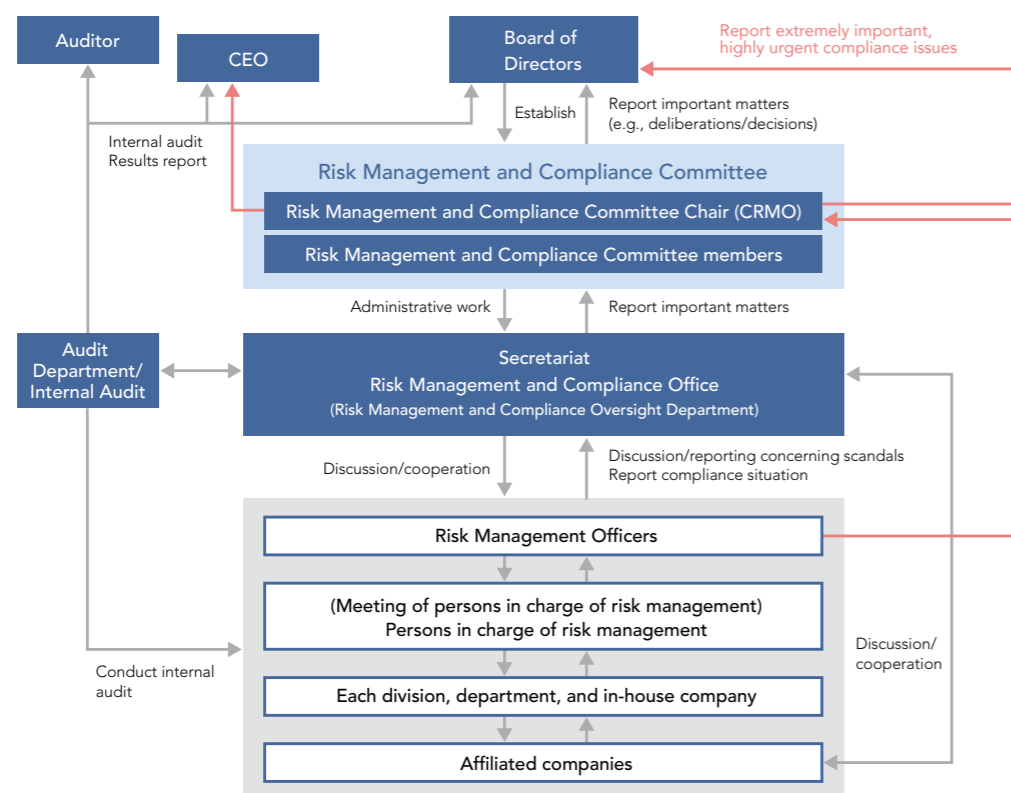 Auditor
CEO
Board of
Directors
Report extremely important,
highly urgent compliance issues
Establish
Report important matters
(e.g., deliberations/decisions)
Internal audit
Results report
Risk Management and Compliance Committee
Risk Management and Compliance Committee Chair (CRMO)
Risk Management and Compliance Committee members
Administrative work
Report important matters
Audit
Department/
Internal Audit
Secretariat
Risk Management and Compliance Office
(Risk Management and Compliance Oversight Department)
Discussion/cooperation
Discussion/reporting concerning scandals
Report compliance situation
Risk Management Officers
(Meeting of persons in charge of risk management)
Persons in charge of risk management
Discussion/
cooperation
Conduct internal
audit
Each division, department, and in-house company
Affiliated companies